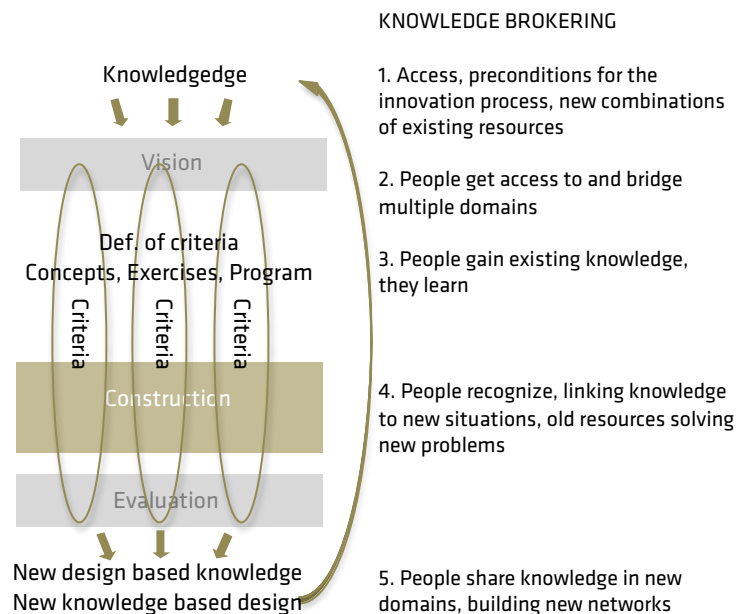 KNOWLEDGE BROKERING
Knowledgedge
1. Access, preconditions for the
innovation process, new combinations
of existing resources
Vision
2. People get access to and bridge
multiple domains
Def. of criteria
Concepts, Exercises, Program
3. People gain existing knowledge,
they learn
Criteria
Criteria
Criteria
Construction
4. People recognize, linking knowledge
to new situations, old resources solving
new problems
Evaluation
New design based knowledge
New knowledge based design
5. People share knowledge in new
domains, building new networks